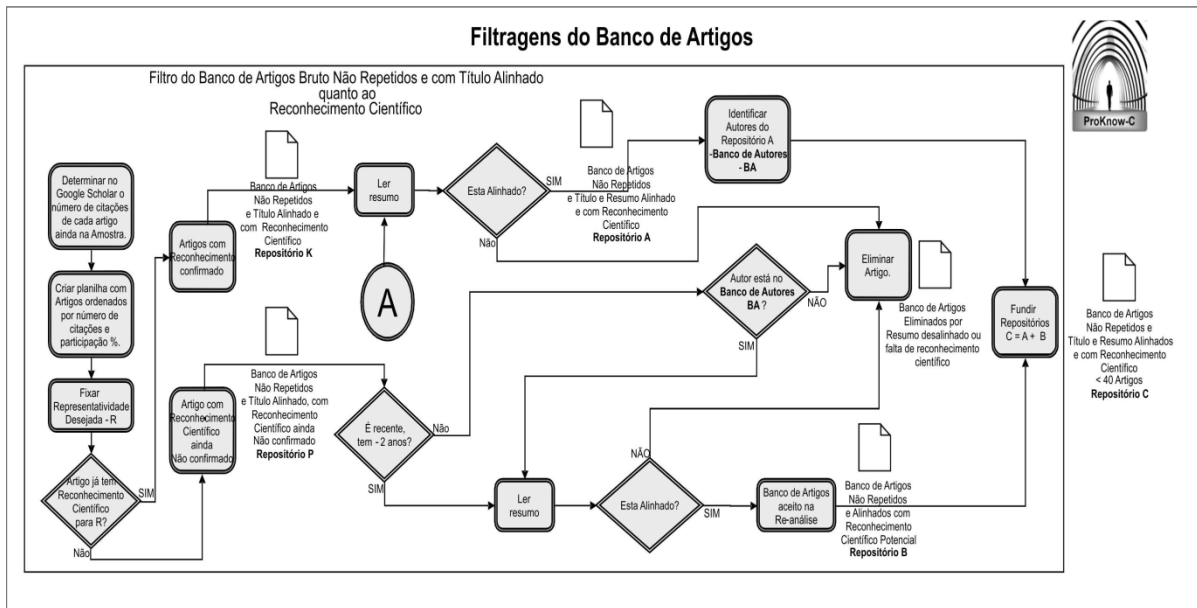 Filtragens do Banco de Artigos
ProKnow-C
Filtro do Banco de Artigos Bruto Não Repetidos e com Título Alinhado
quanto ao
Reconhecimento Científico
Determinar no
Google Scholar o
número de citações
de cada artigo
ainda na Amostra.
Criar planilha com
Artigos ordenados
por número de
citações e
participação %.
Fixar
Representatividade
Desejada - R
Artigo já tem
Reconhecimento
Científico
para R?
SIM
Não
Artigos com
Reconhecimento
confirmado
Banco de Artigos
Não Repetidos
e Título Alinhado e
com Reconhecimento
Científico
Repositório K
Ler
resumo
A
Esta Alinhado?
SIM
Não
Banco de Artigos
Não Repetidos
e Título e Resumo Alinhado
e com Reconhecimento
Científico
Repositório A
Identificar
Autores do
Repositório A
-Banco de Autores
- BA
Artigo com
Reconhecimento
Científico
ainda
Não confirmado
Banco de Artigos
Não Repetidos
e Título Alinhado, com
Reconhecimento
Científico ainda
Não confirmado
Repositório P
É recente,
tem - 2 anos?
Não
SIM
Autor está no
Banco de Autores
BA ?
NÃO
SIM
Eliminar
Artigo.
Banco de Artigos
Eliminados por
Resumo desalinhado ou
falta de reconhecimento
científico
Ler
resumo
Esta Alinhado?
NÃO
SIM
Banco de Artigos
aceito na
Re-análise
Banco de Artigos
Não Repetidos
e Alinhados com
Reconhecimento
Científico Potencial
Repositório B
Fundir
Repositórios
C = A + B
Banco de Artigos
Não Repetidos e
Título e Resumo Alinhados
e com Reconhecimento
Científico
< 40 Artigos
Repositório C